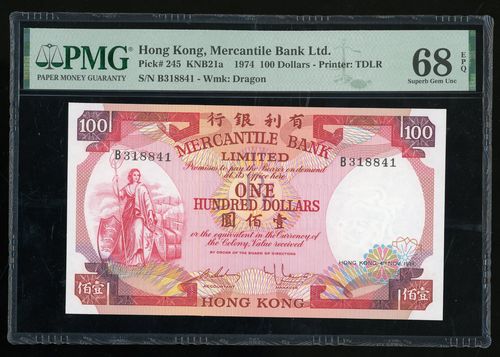 PMG
PAPER MONEY GUARANTY
Hong Kong, Mercantile Bank Ltd.
Pick# 245 KNB21a 1974 100 Dollars - Printer: TDLR
S/N B318841 - Wmk: Dragon
68 EPQ
Superb Gem Unc
100
行銀利有
100
MERCANTILE BANK
LIMITED
B318841
B318841
Promises to pay the Bearer on demand
at its Office here
ONE
HUNDRED DOLLARS
圓佰壹
or the equivalent in the Currency of
the Colony, Value received
BY ORDER OF THE BOARD OF DIRECTORS
HONG KONG, 4TH NOV. 1974
ACCOUNTANT
佰壹
HONG KONG
佰壹